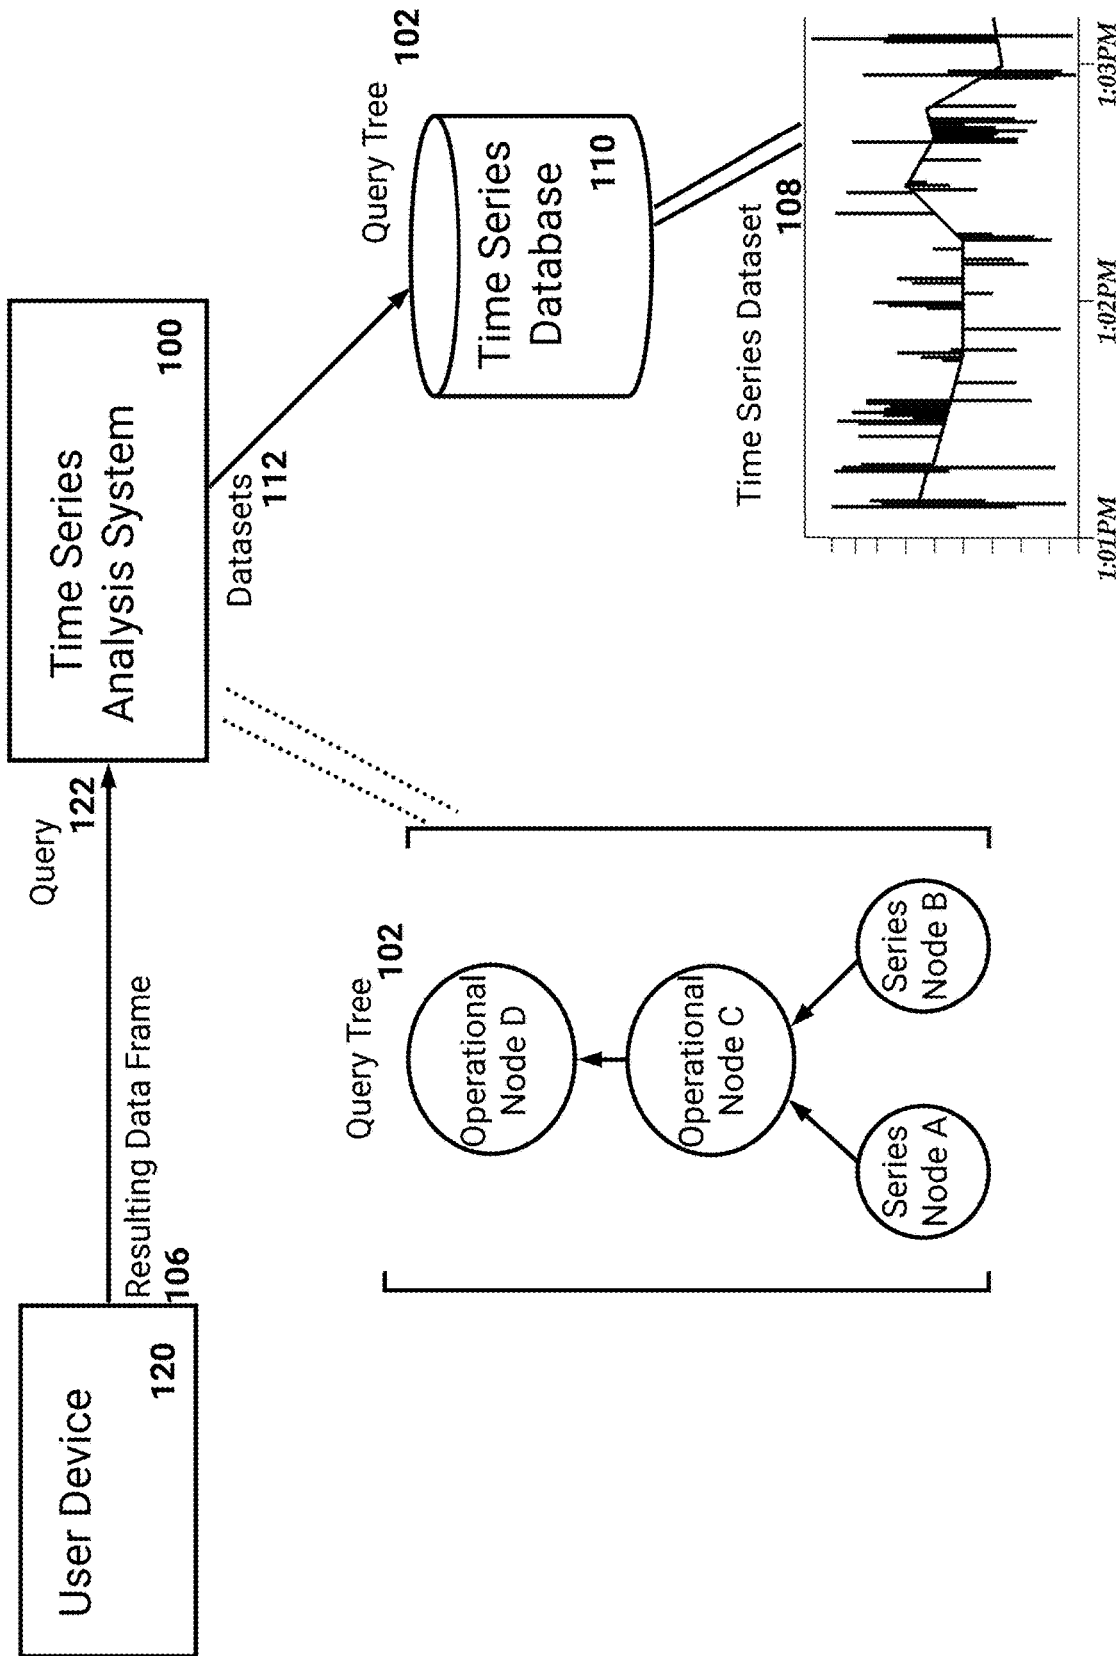 User Device
120
Query
122
Resulting Data Frame
106
Time Series
Analysis System
100
Datasets
112
Query Tree
102
Time Series
Database
110
Query Tree
102
Operational
Node D
Operational
Node C
Series
Node A
Series
Node B
Time Series Dataset
108
1:01PM
1:02PM
1:03PM